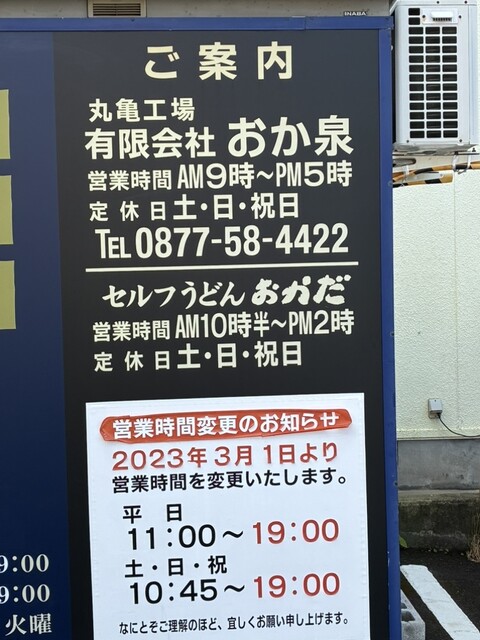 INABA
ご案内
丸亀工場
有限会社 おか泉
営業時間 AM9時～PM5時
定休日 土・日・祝日
TEL 0877-58-4422
セルフうどん おかだ
営業時間 AM10時半～PM2時
定休日 土・日・祝日
営業時間変更のお知らせ
2023年3月1日より
営業時間を変更いたします。
平日
11:00～19:00
土・日・祝
10:45～19:00
なにとぞご理解のほど、宜しくお願い申し上げます。
9:00
9:00
火曜